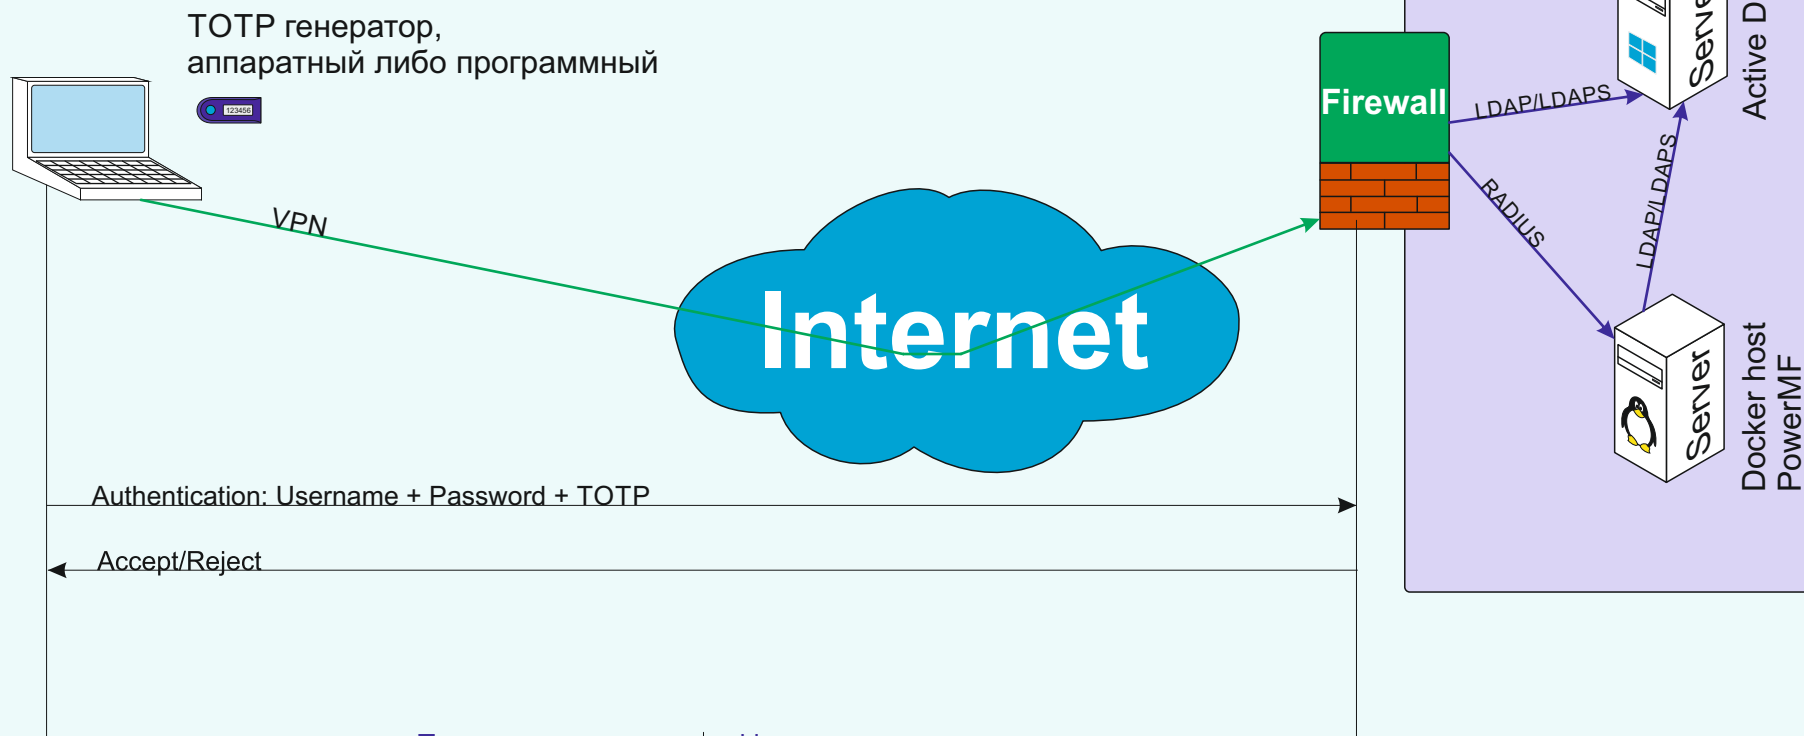 TOTP генератор,
аппаратный либо программный
123456
VPN
Internet
Firewall
LDAP/LDAPS
RADIUS
LDAP/LDAPS
Active D
Server
Docker host
PowerMF
Authentication: Username + Password + TOTP
Accept/Reject